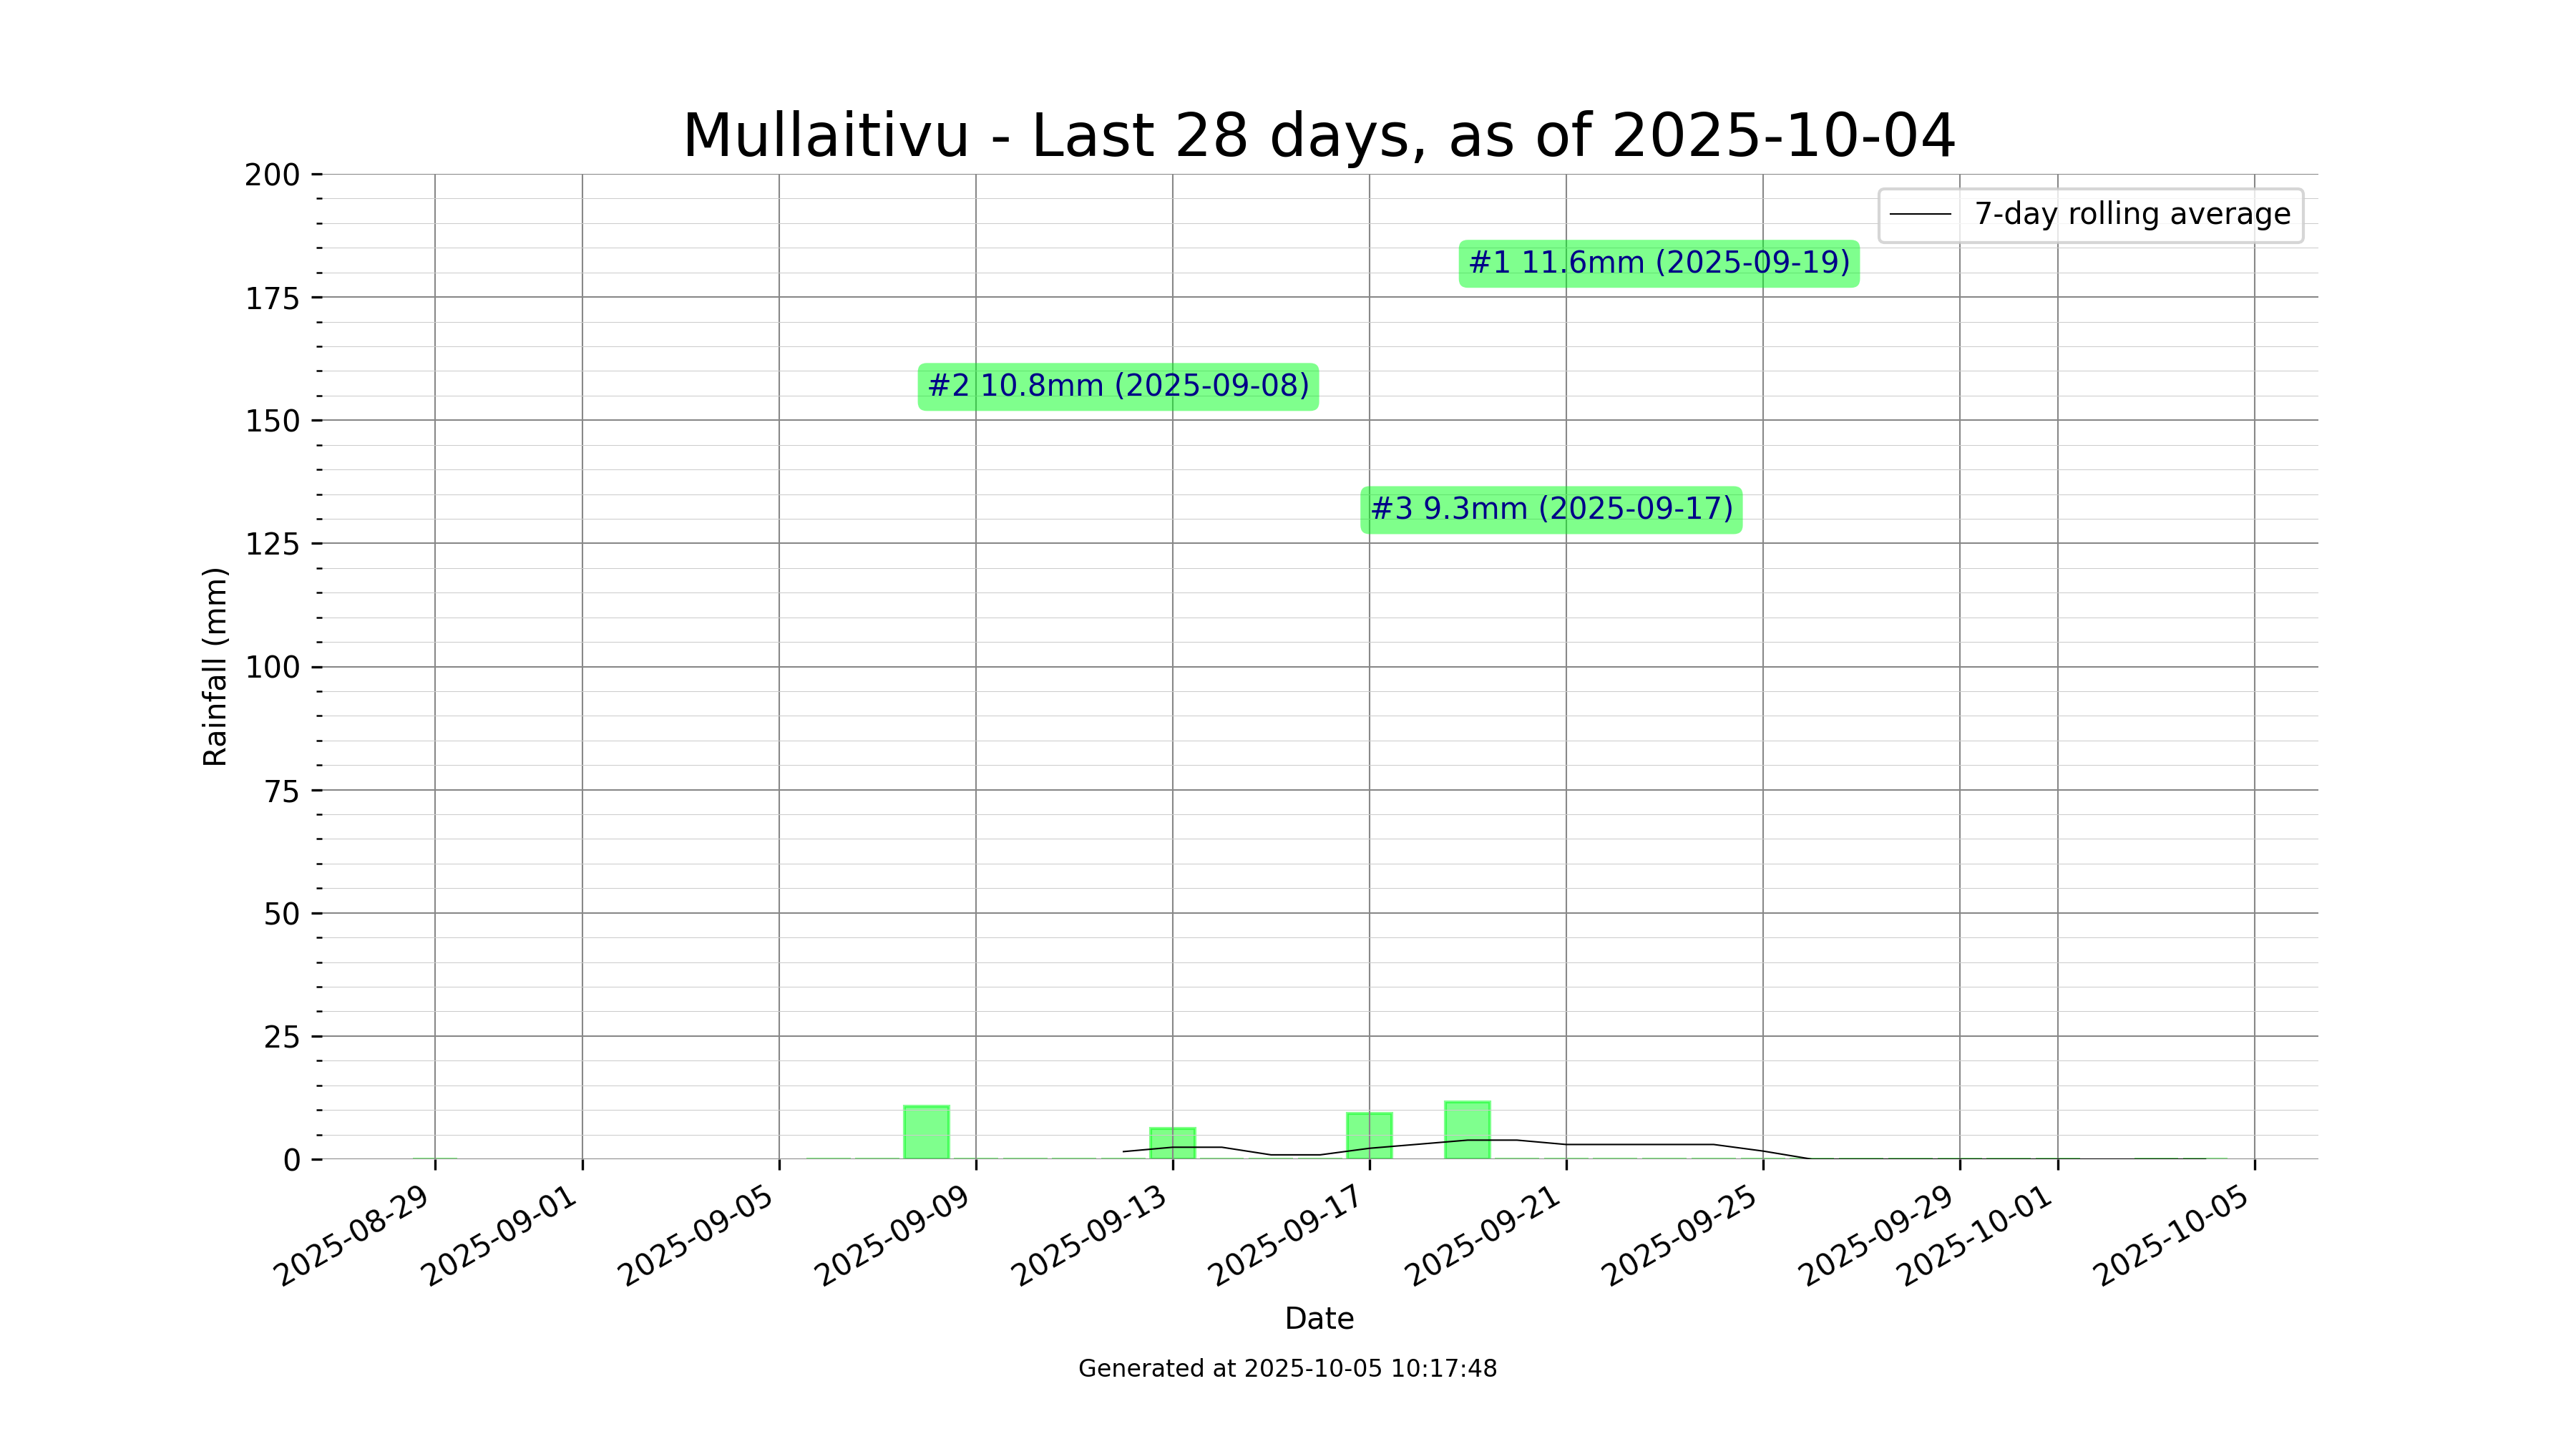 Mullaitivu - Last 28 days, as of 2025-10-04
7-day rolling average
#1 11.6mm (2025-09-19)
#2 10.8mm (2025-09-08)
#3 9.3mm (2025-09-17)
Rainfall (mm)
200
175
150
125
100
75
50
25
0
2025-08-29
2025-09-01
2025-09-05
2025-09-09
2025-09-13
2025-09-17
2025-09-21
2025-09-25
2025-09-29
2025-10-01
2025-10-05
Date
Generated at 2025-10-05 10:17:48